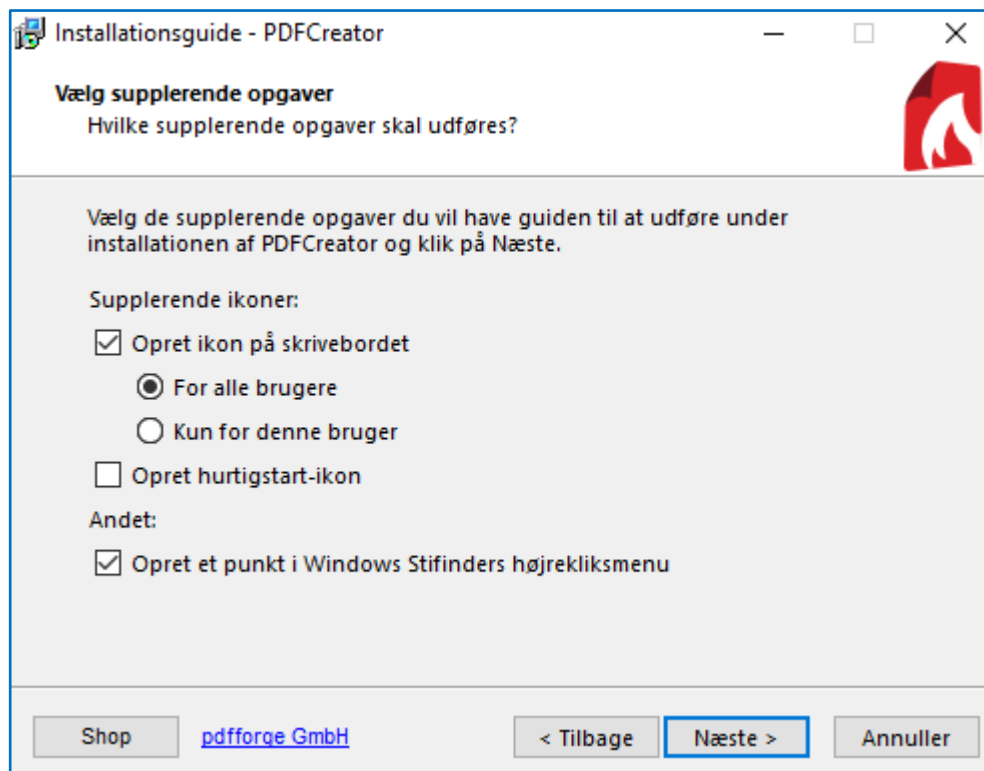 Installationsguide - PDFCreator
Vælg supplerende opgaver
Hvilke supplerende opgaver skal udføres?
Vælg de supplerende opgaver du vil have guiden til at udføre under
installationen af PDFCreator og klik på Næste.
Supplerende ikoner:
Opret ikon på skrivebordet
For alle brugere
Kun for denne bruger
Opret hurtigstart-ikon
Andet:
Opret et punkt i Windows Stifinders højrekliksmenu
Shop pdfforge GmbH < Tilbage Næste > Annuller